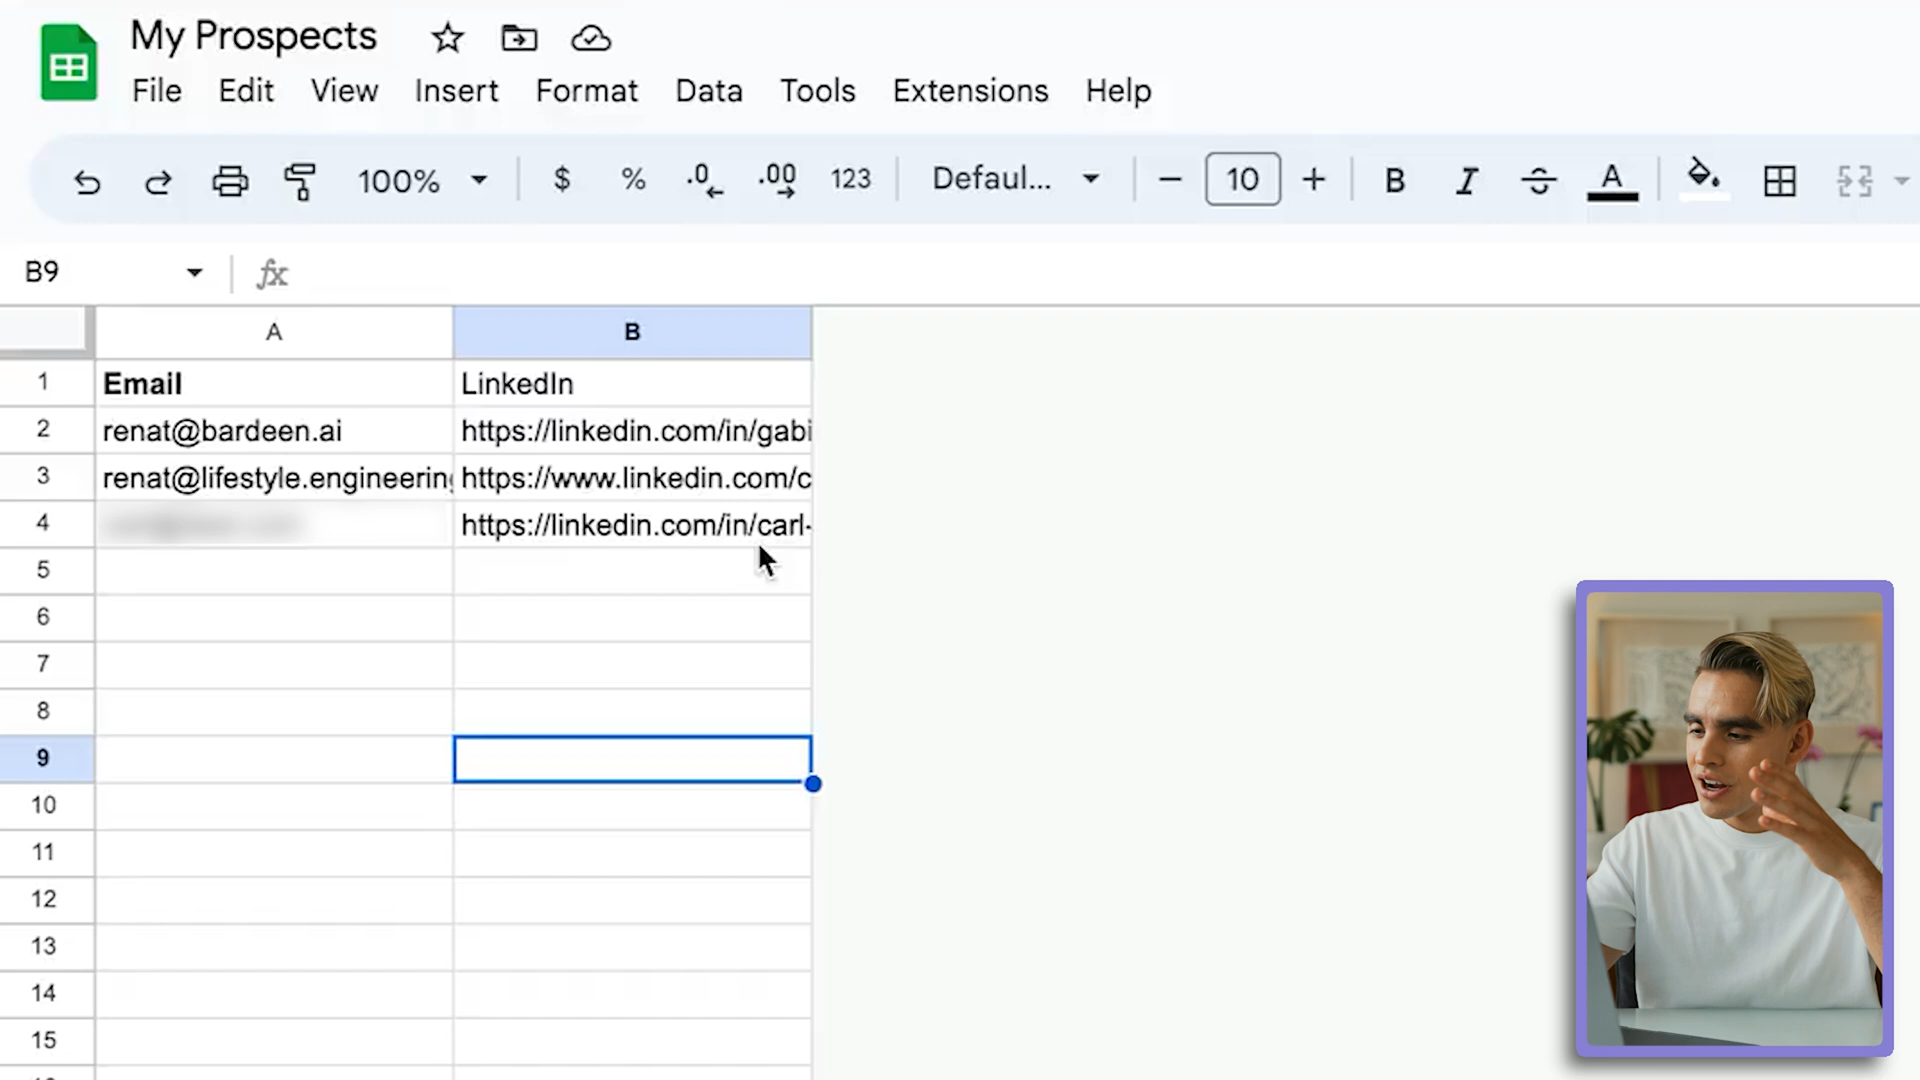 My Prospects
File Edit View Insert Format Data Tools Extensions Help
100% $ % .0 .00 123 Defaul... 10 B I S A
B9 fx
A B
1 Email LinkedIn
2 renat@bardeen.ai https://linkedin.com/in/gabi
3 renat@lifestyle.engineering https://www.linkedin.com/c
4 https://linkedin.com/in/carl-
5
6
7
8
9
10
11
12
13
14
15